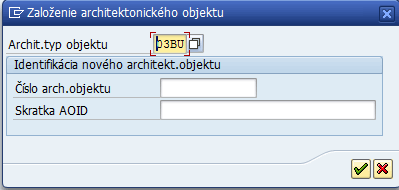 Založenie architektonického objektu
Archit.typ objektu 03BU
Identifikácia nového architekt.objektu
Číslo arch.objektu
Skratka AOID